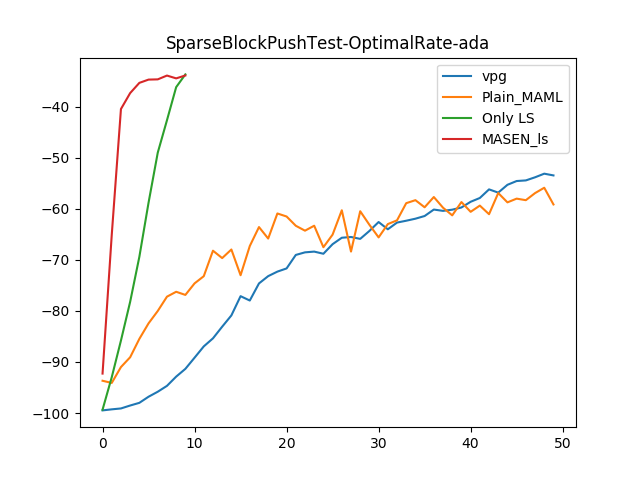 SparseBlockPushTest-OptimalRate-ada
vpg
Plain_MAML
Only LS
MASEN_ls
−40
−50
−60
−70
−80
−90
−100
0 10 20 30 40 50